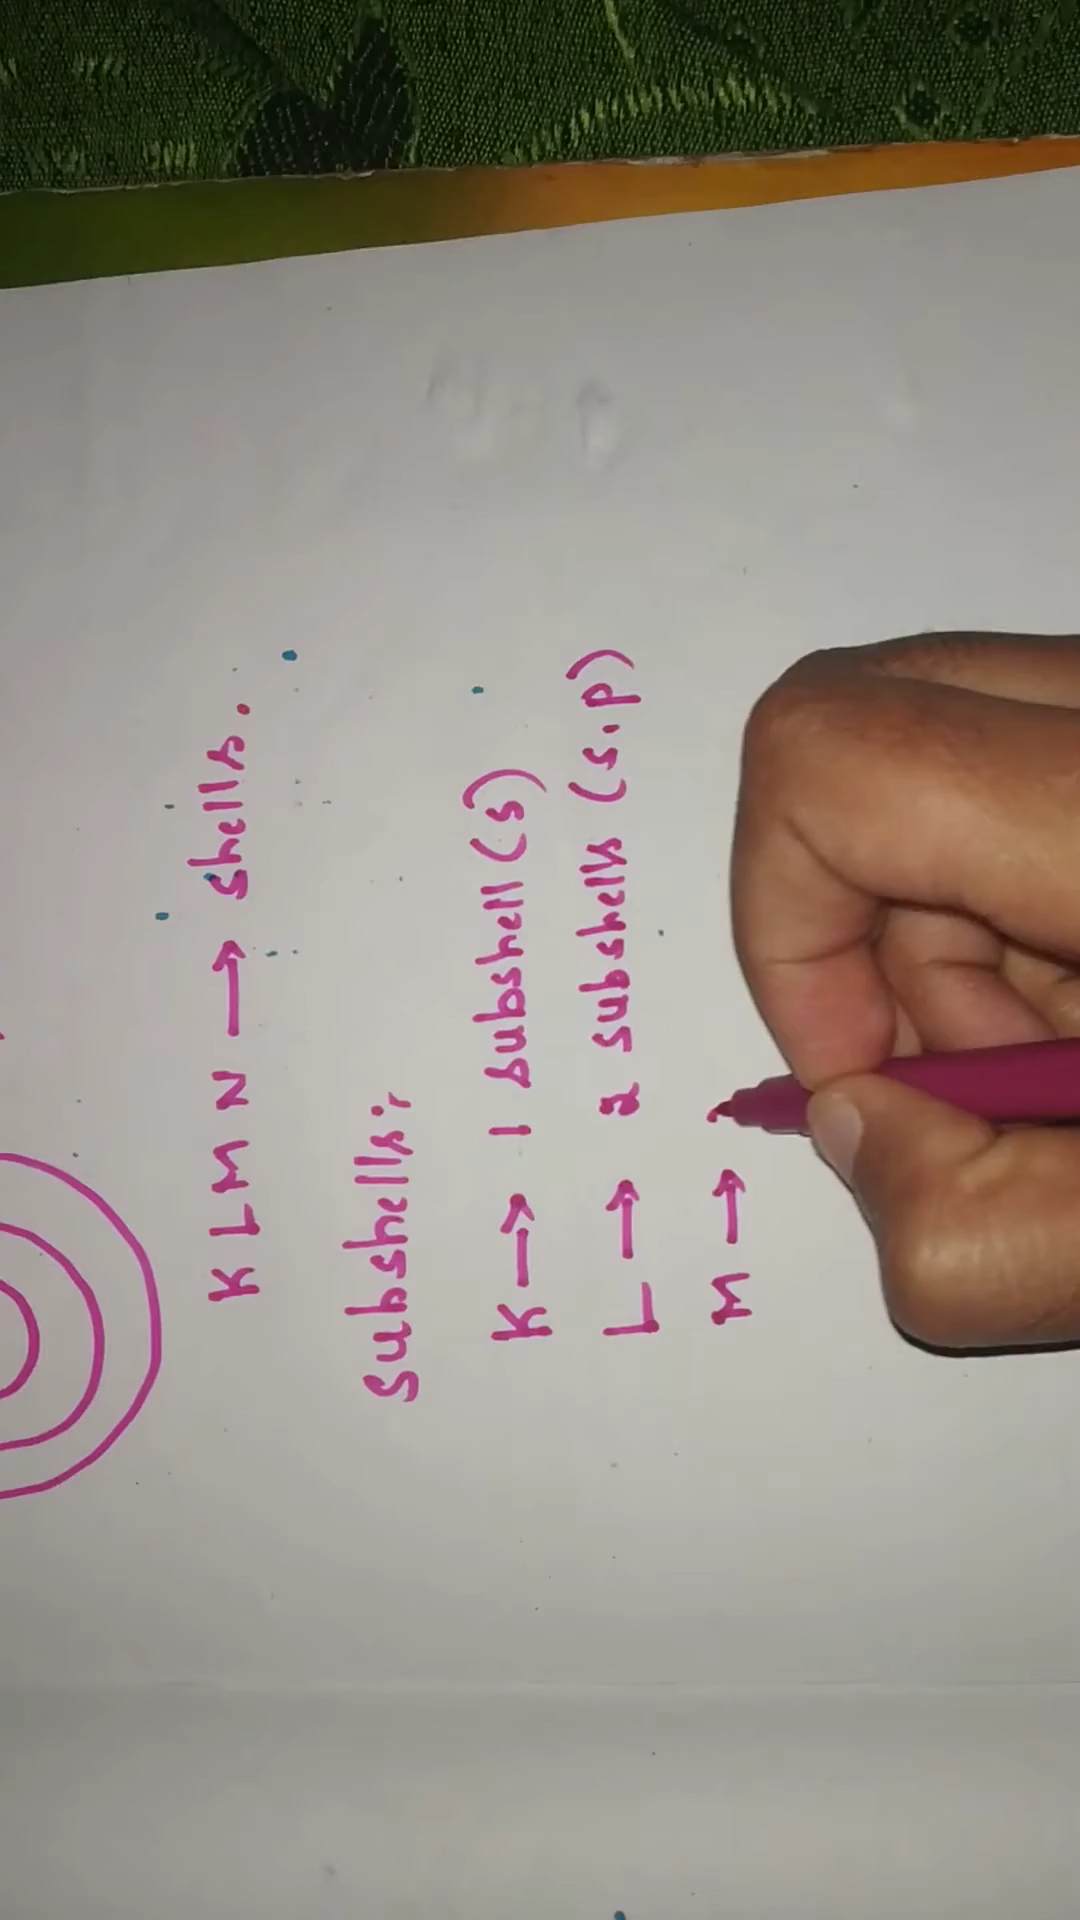 K L M N → shells.
Subshells:
K → 1 subshell (s)
L → 2 subshells (s,p)
M →